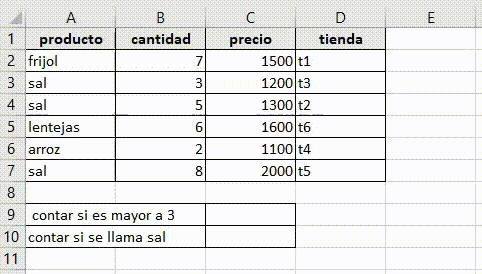 A B C D E
1 producto cantidad precio tienda
2 frijol 7 1500 t1
3 sal 3 1200 t3
4 sal 5 1300 t2
5 lentejas 6 1600 t6
6 arroz 2 1100 t4
7 sal 8 2000 t5
8
9 contar si es mayor a 3
10 contar si se llama sal
11